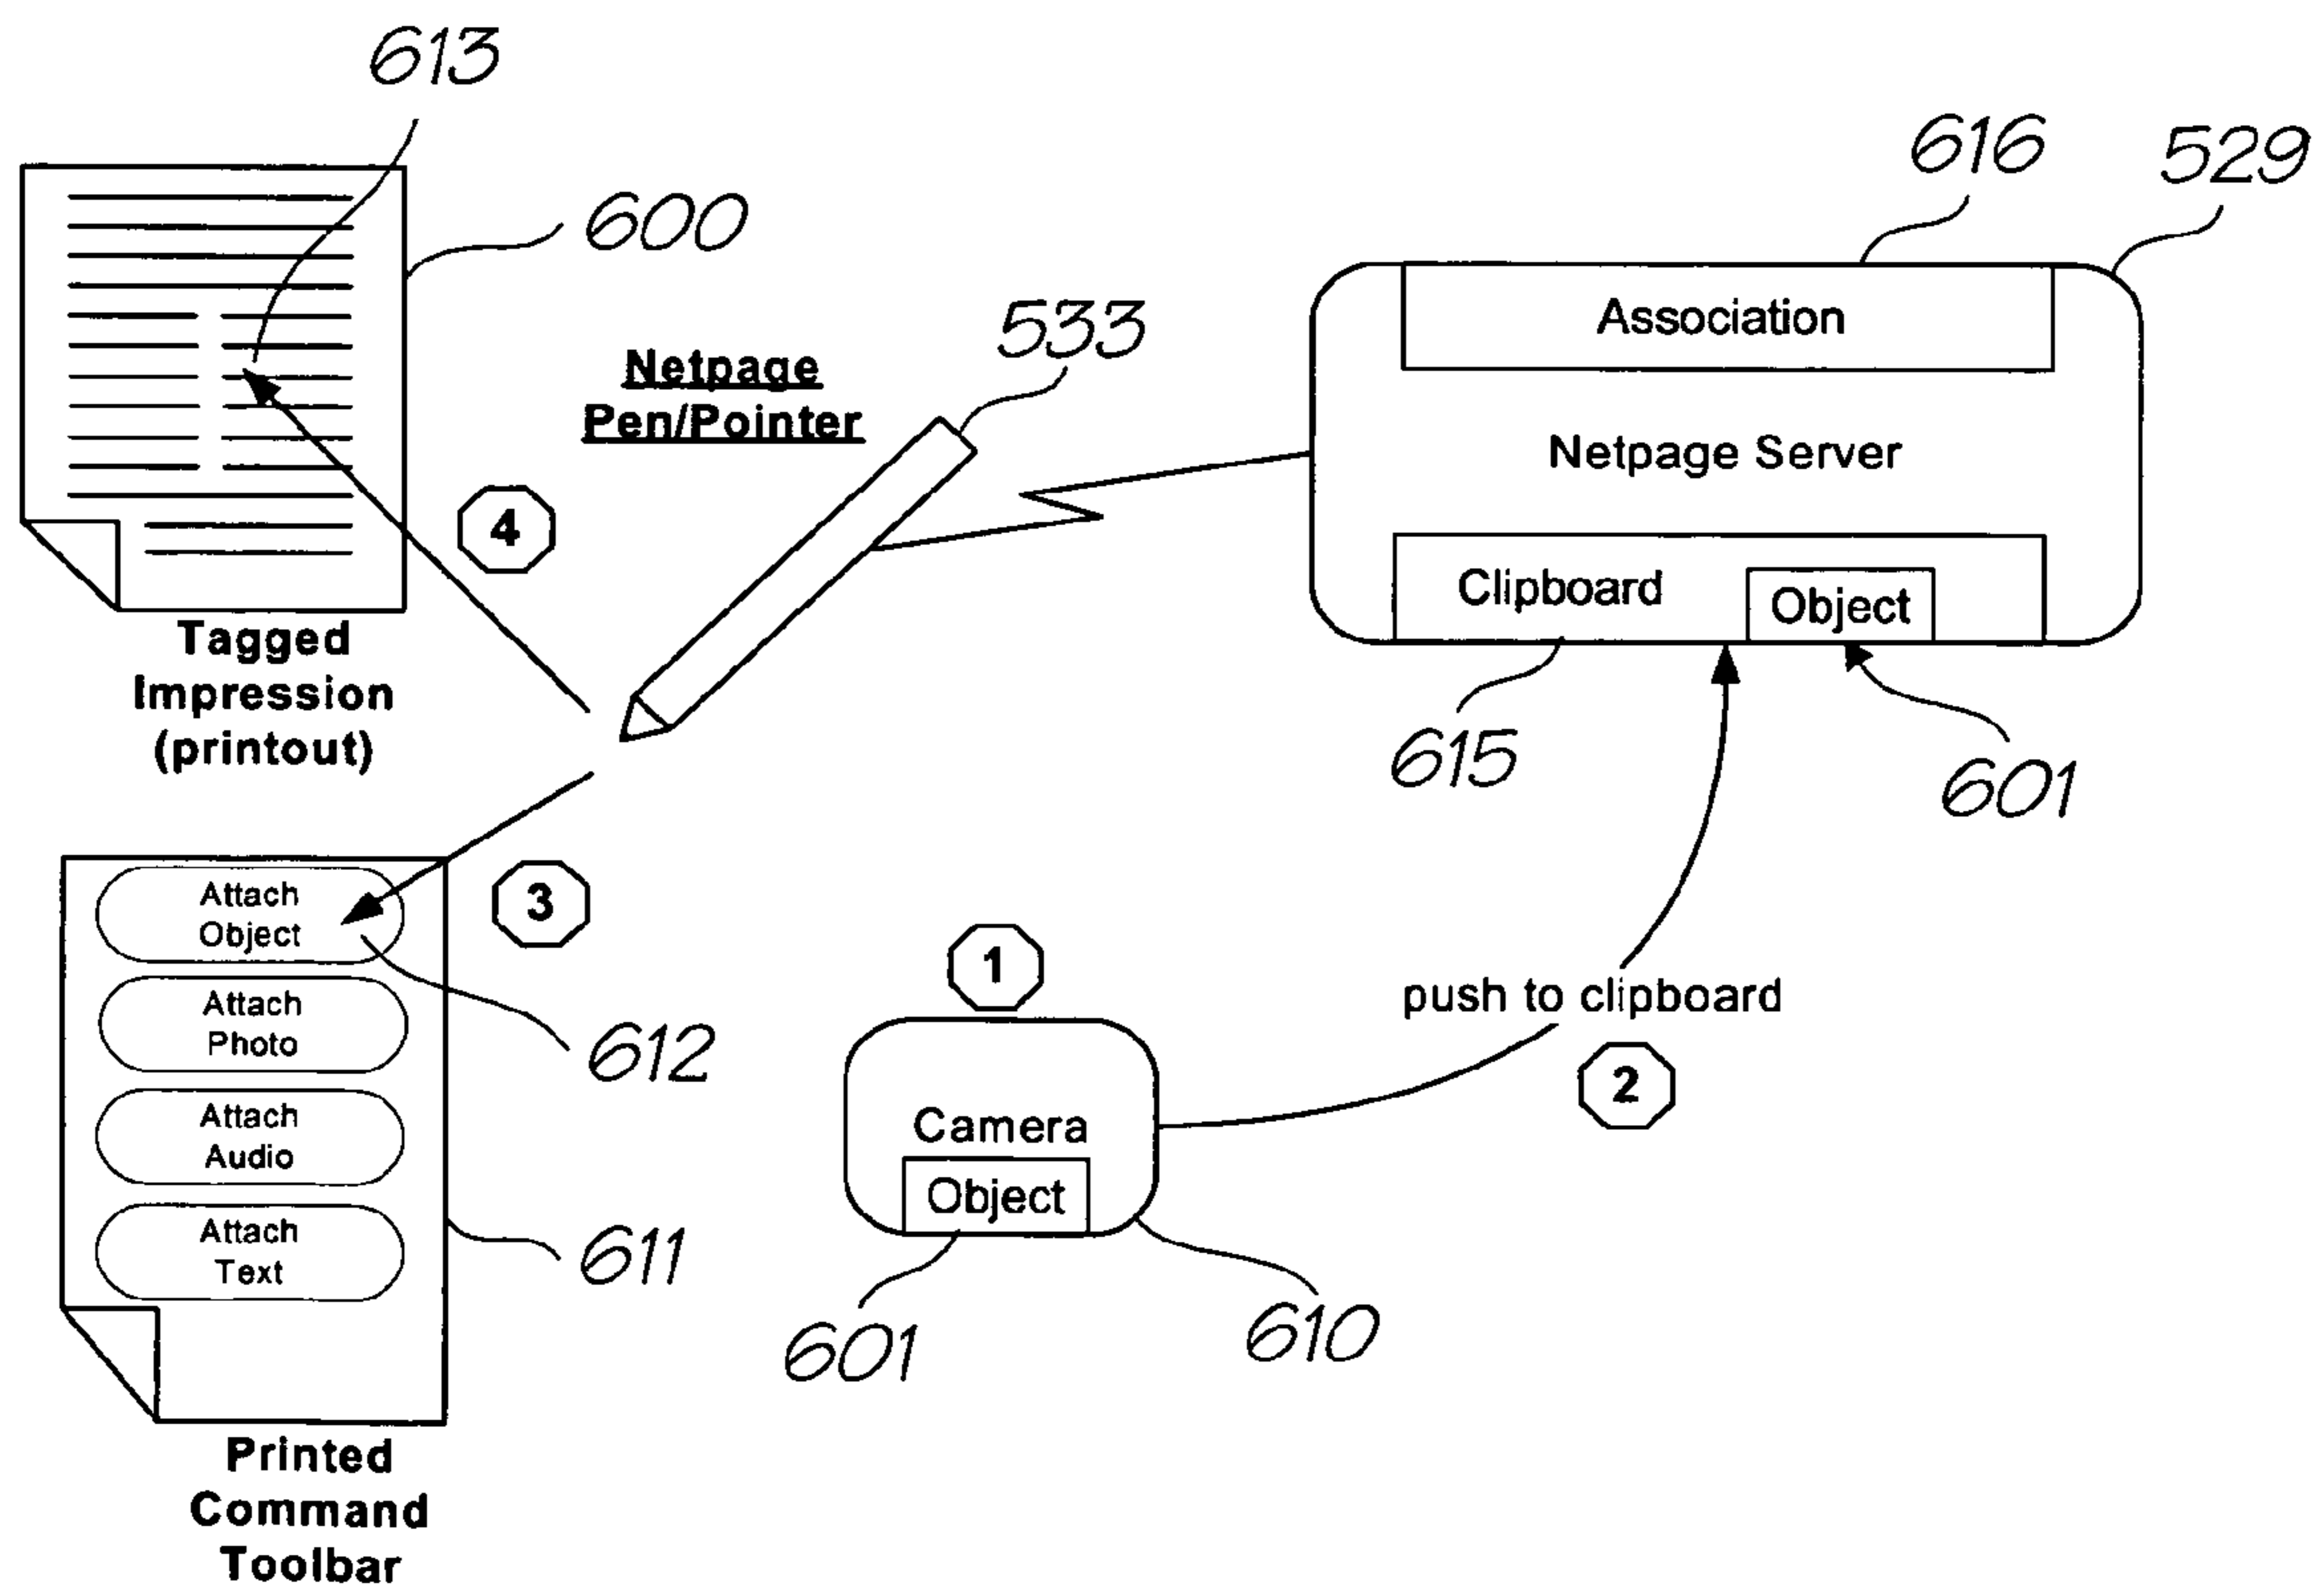 613
616
529
600
Association
533
Netpage
Pen/Pointer
Netpage Server
4
Clipboard
Object
Tagged
Impression
(printout)
615
601
Attach
Object
3
1
push to clipboard
Attach
Photo
612
2
Camera
Attach
Audio
Object
Attach
Text
611
601
610
Printed
Command
Toolbar